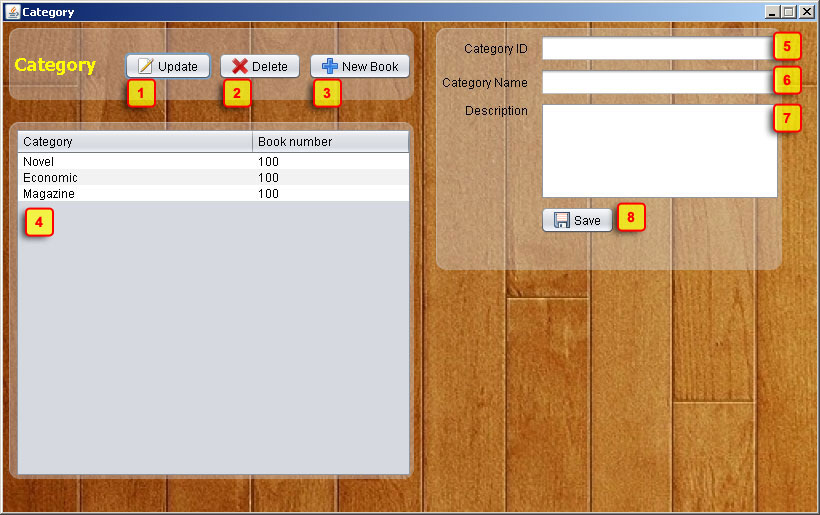 Category
Category Update Delete New Book
1 2 3
Category Book number
Novel 100
Economic 100
Magazine 100
4
Category ID 5
Category Name 6
Description 7
Save 8